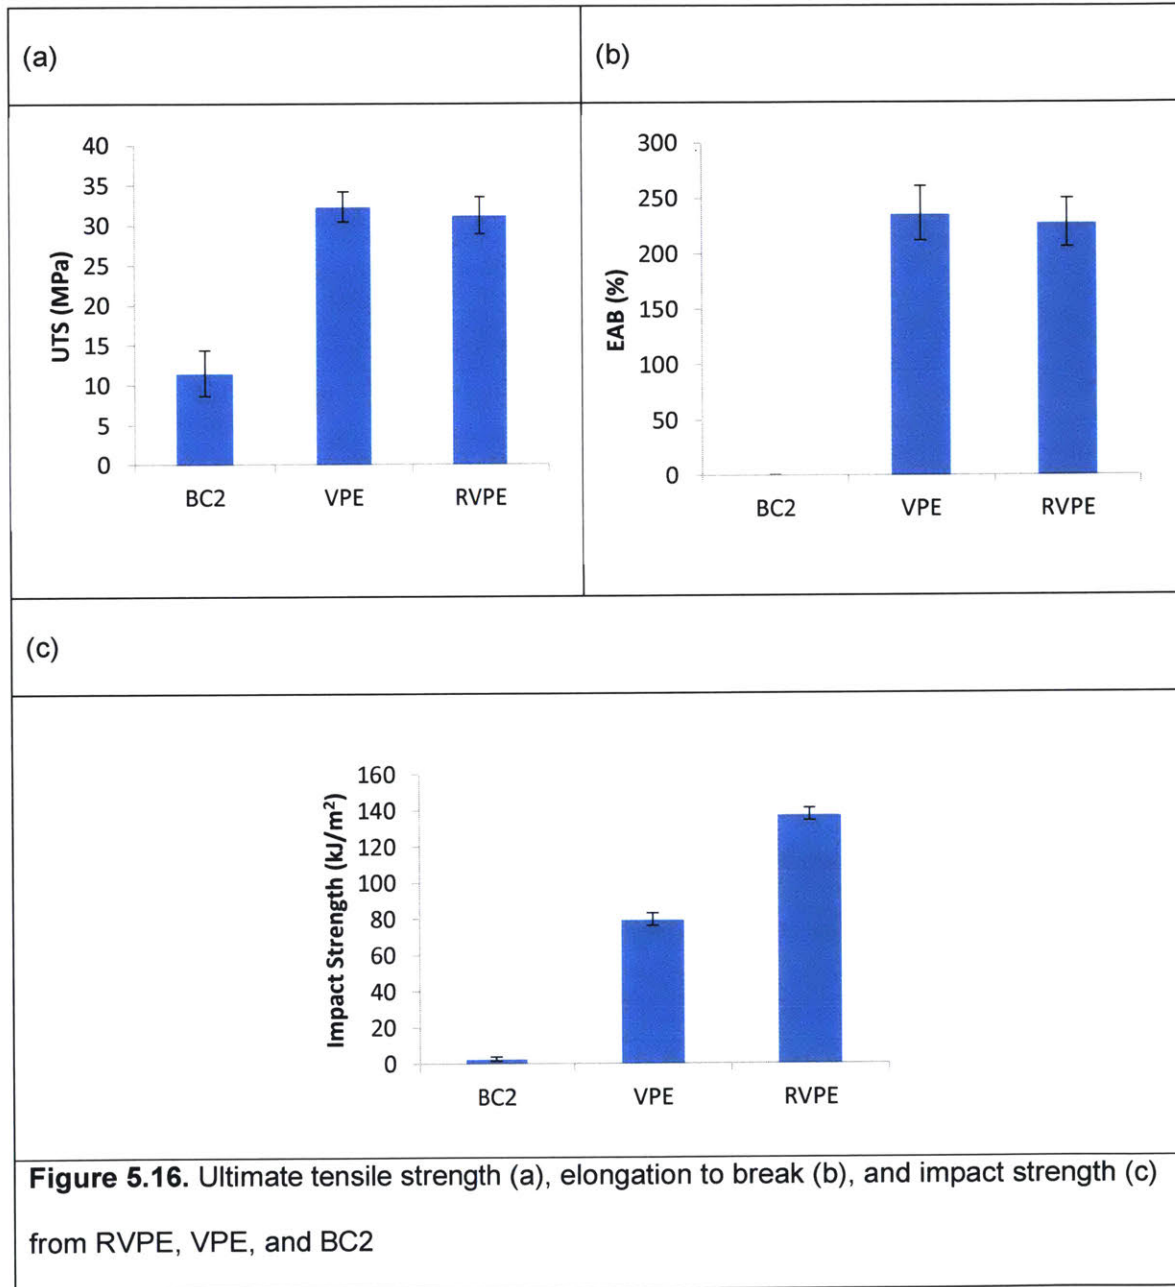 (a)
(b)
40
35
30
25
20
15
10
5
0
UTS (MPa)
BC2
VPE
RVPE
300
250
200
150
100
50
0
EAB (%)
BC2
VPE
RVPE
(c)
160
140
120
100
80
60
40
20
0
Impact Strength (kJ/m²)
BC2
VPE
RVPE
Figure 5.16. Ultimate tensile strength (a), elongation to break (b), and impact strength (c)
from RVPE, VPE, and BC2